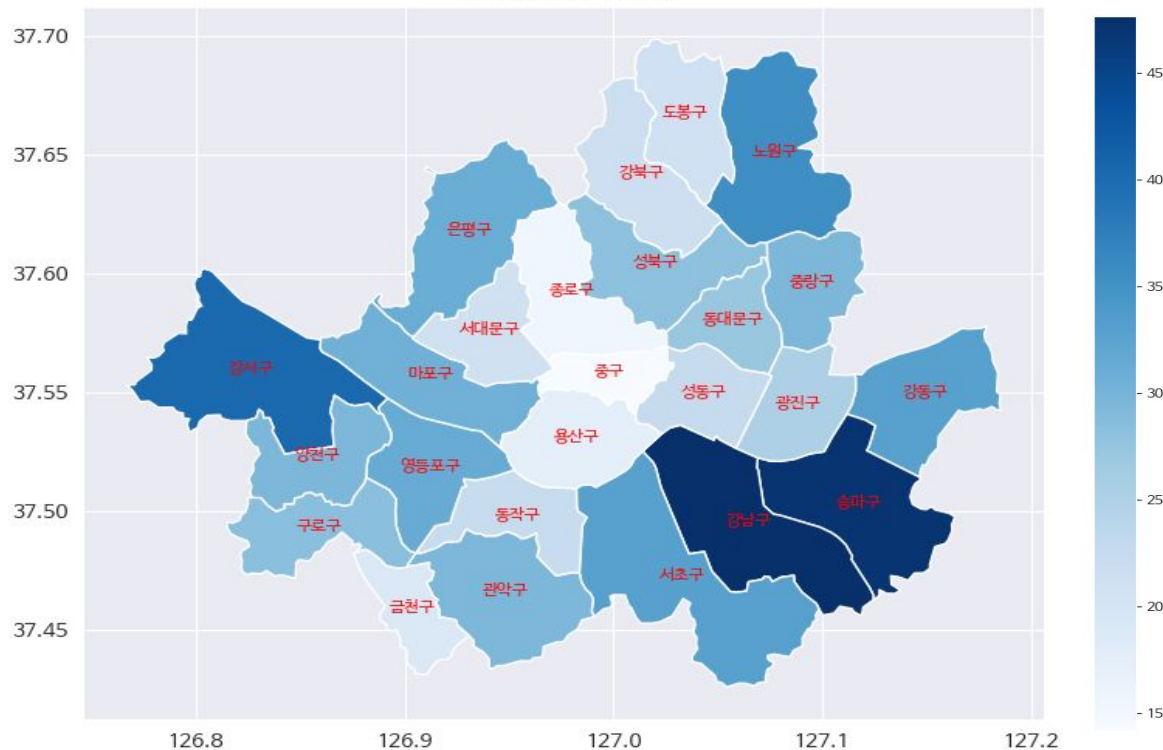 37.70
37.65
37.60
37.55
37.50
37.45
126.8
126.9
127.0
127.1
127.2
도봉구
노원구
강북구
은평구
성북구
중랑구
종로구
동대문구
서대문구
강서구
마포구
중구
성동구
광진구
강동구
용산구
양천구
영등포구
송파구
강남구
동작구
구로구
서초구
관악구
금천구
45
40
35
30
25
20
15